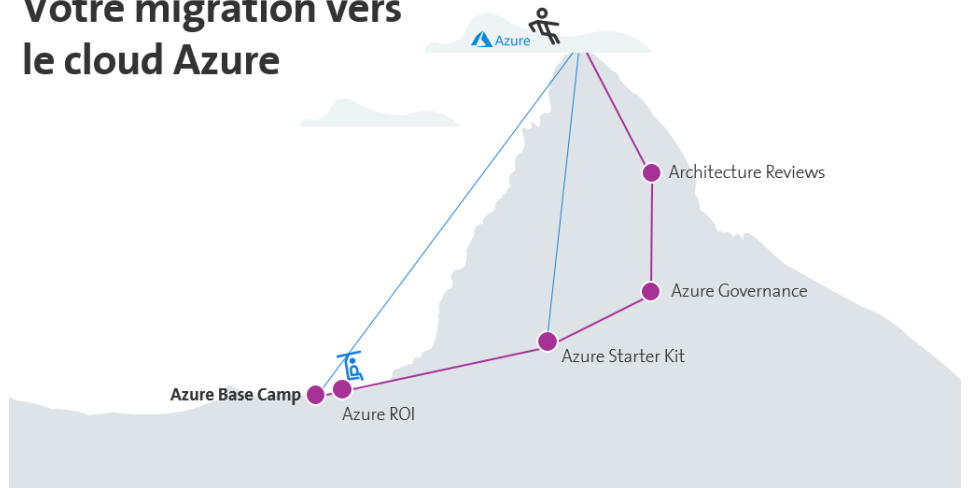 Votre migration vers
le cloud Azure
Azure
Architecture Reviews
Azure Governance
Azure Starter Kit
Azure Base Camp
Azure ROI